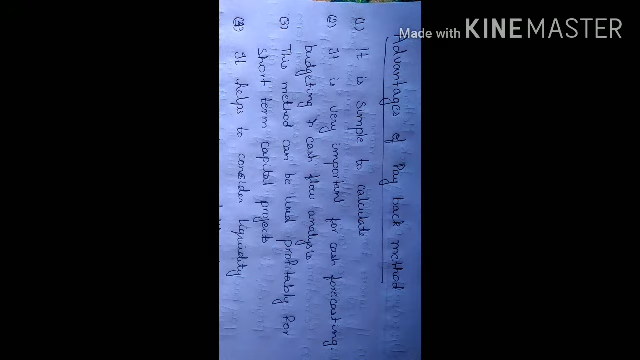 Made with KINEMASTER
Advantages of Pay back method
(1) It is simple to calculate
(2) It is very important for cash forecasting,
budgeting & cash flow analysis
(3) This method can be used profitably for
short term capital projects
(4) It helps to consider liquidity